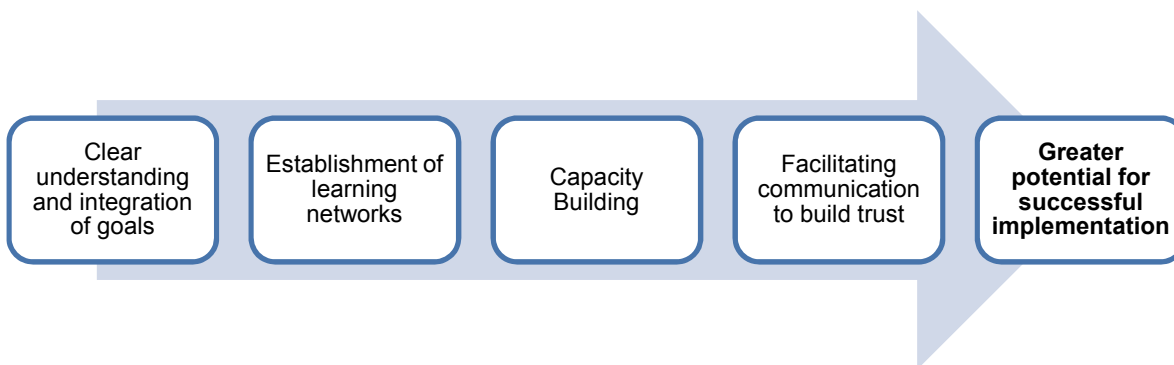 Clear
understanding
and integration
of goals
Establishment of
learning
networks
Capacity
Building
Facilitating
communication
to build trust
Greater
potential for
successful
implementation